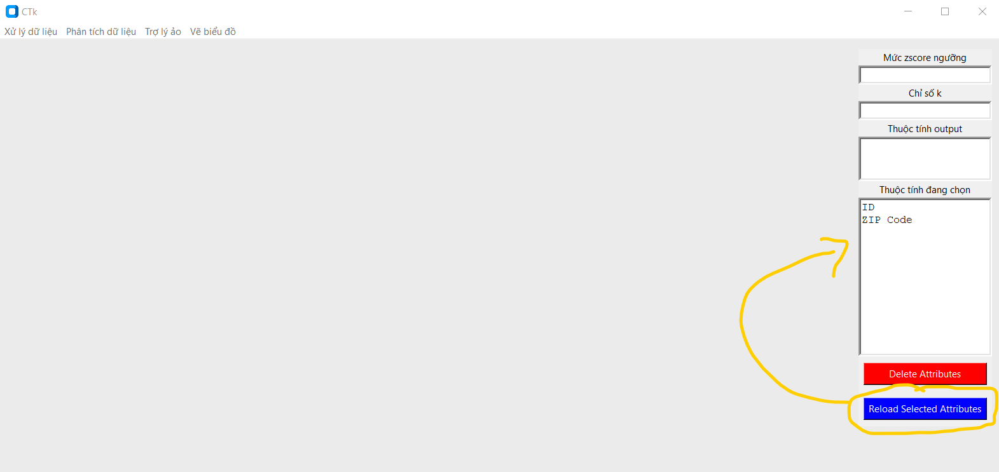 CTk
Xử lý dữ liệu Phân tích dữ liệu Trợ lý ảo Vẽ biểu đồ
Mức zscore ngưỡng
Chỉ số k
Thuộc tính output
Thuộc tính đang chọn
ID
ZIP Code
Delete Attributes
Reload Selected Attributes